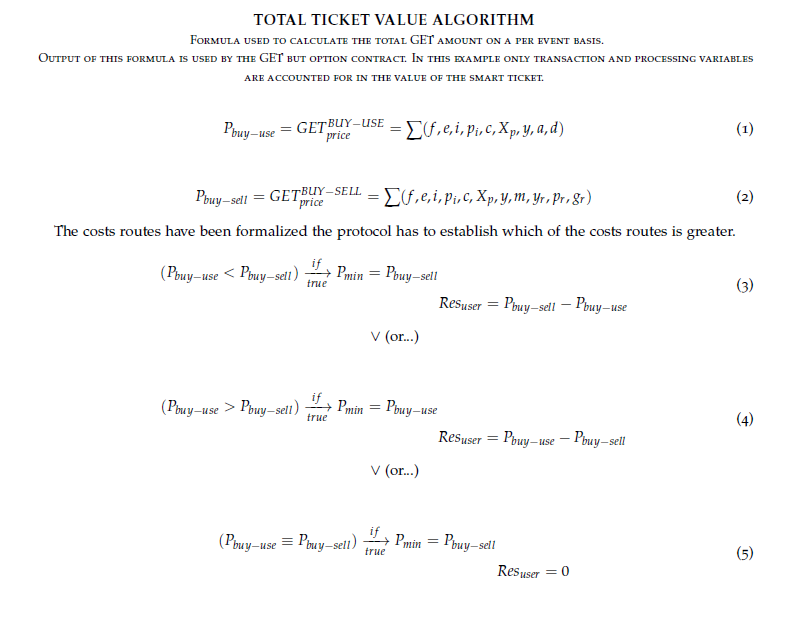 TOTAL TICKET VALUE ALGORITHM
Formula used to calculate the total GET amount on a per event basis.
Output of this formula is used by the GET but option contract. In this example only transaction and processing variables
are accounted for in the value of the smart ticket.
P_{buy−use} = GET_{price}^{BUY−USE} = ∑(f, e, i, p_i, c, X_p, y, a, d) (1)
P_{buy−sell} = GET_{price}^{BUY−SELL} = ∑(f, e, i, p_i, c, X_p, y, m, y_r, p_r, g_r) (2)
The costs routes have been formalized the protocol has to establish which of the costs routes is greater.
(P_{buy−use} < P_{buy−sell}) \xrightarrow[true]{if} P_{min} = P_{buy−sell}
Res_{user} = P_{buy−sell} − P_{buy−use} (3)
∨ (or...)
(P_{buy−use} > P_{buy−sell}) \xrightarrow[true]{if} P_{min} = P_{buy−use}
Res_{user} = P_{buy−use} − P_{buy−sell} (4)
∨ (or...)
(P_{buy−use} ≡ P_{buy−sell}) \xrightarrow[true]{if} P_{min} = P_{buy−sell}
Res_{user} = 0 (5)